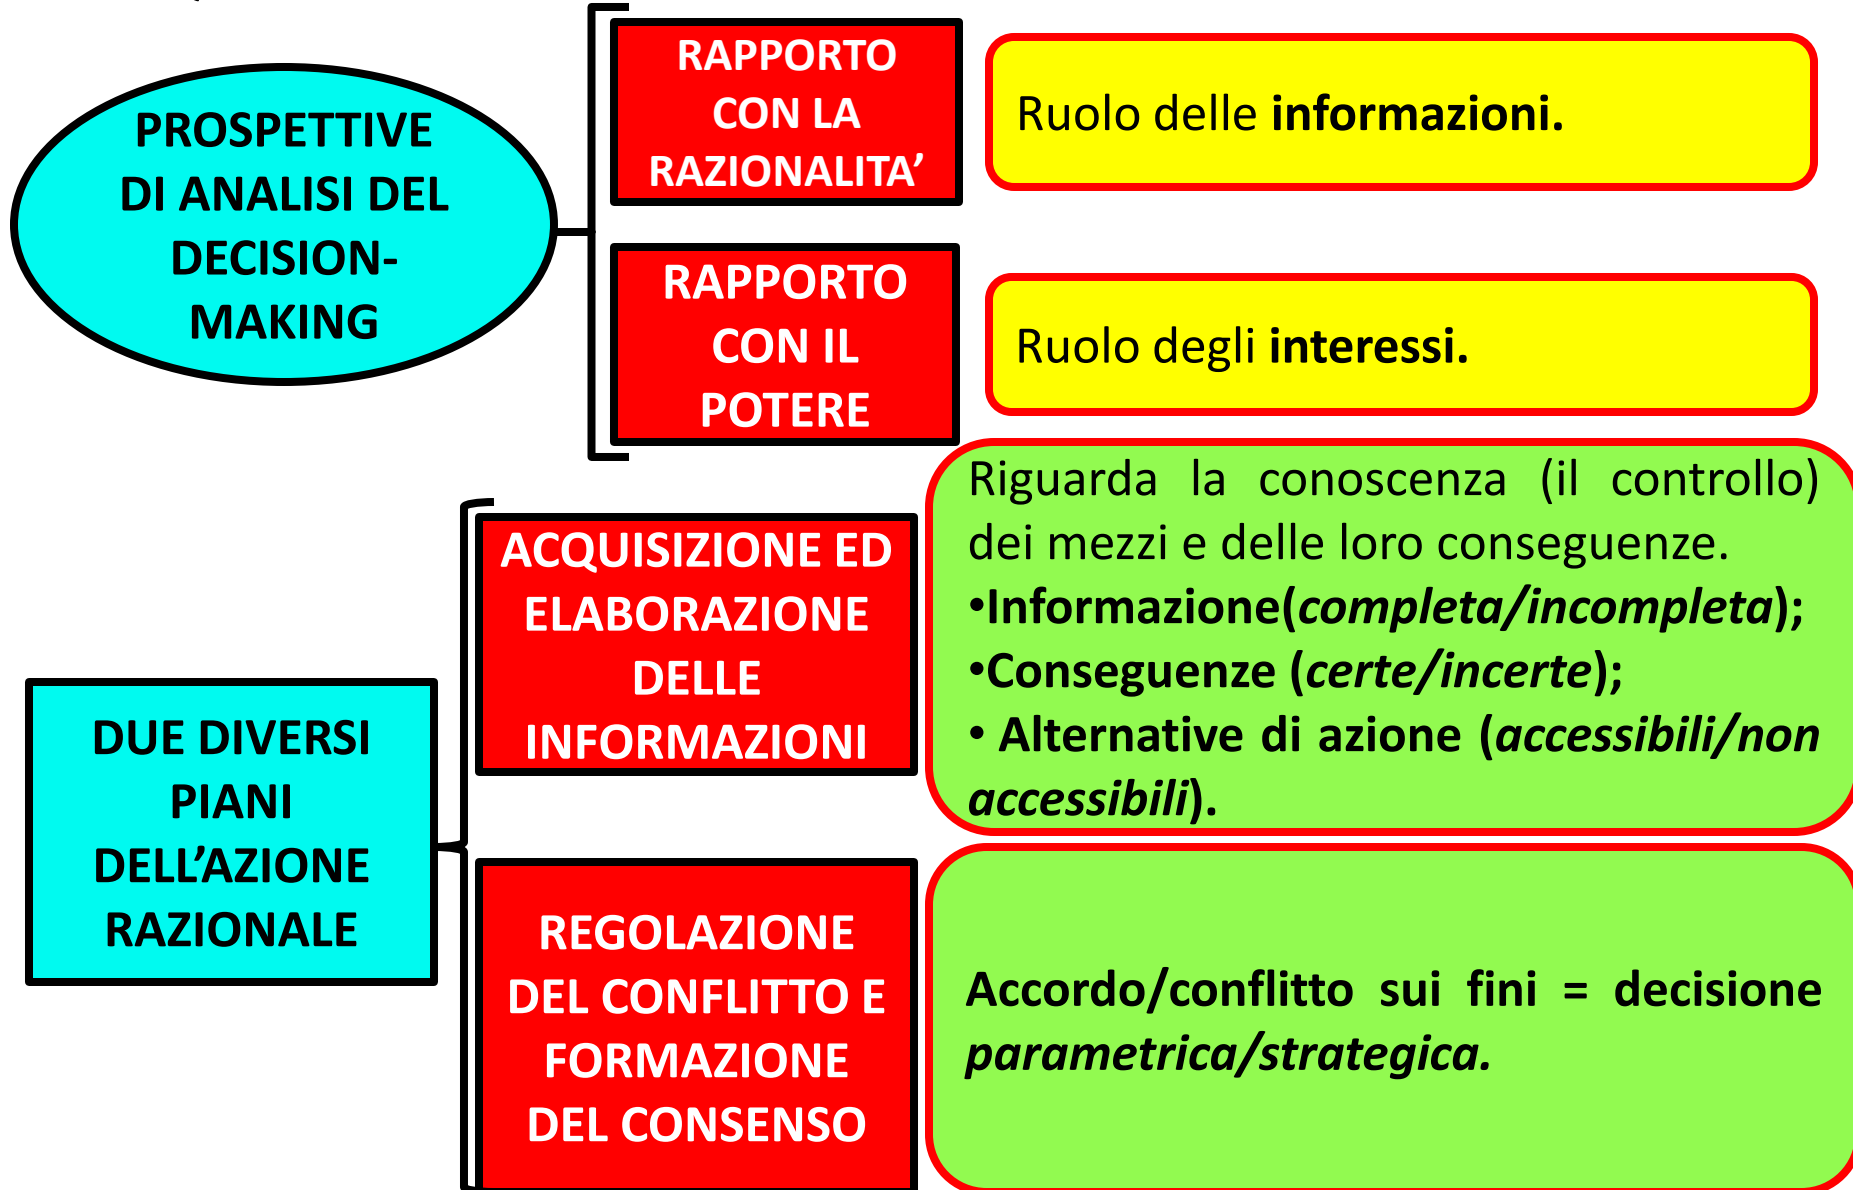 PROSPETTIVE
DI ANALISI DEL
DECISION-
MAKING
RAPPORTO
CON LA
RAZIONALITA’
Ruolo delle informazioni.
RAPPORTO
CON IL
POTERE
Ruolo degli interessi.
DUE DIVERSI
PIANI
DELL’AZIONE
RAZIONALE
ACQUISIZIONE ED
ELABORAZIONE
DELLE
INFORMAZIONI
Riguarda la conoscenza (il controllo)
dei mezzi e delle loro conseguenze.
•Informazione(completa/incompleta);
•Conseguenze (certe/incerte);
• Alternative di azione (accessibili/non
accessibili).
REGOLAZIONE
DEL CONFLITTO E
FORMAZIONE
DEL CONSENSO
Accordo/conflitto sui fini = decisione
parametrica/strategica.